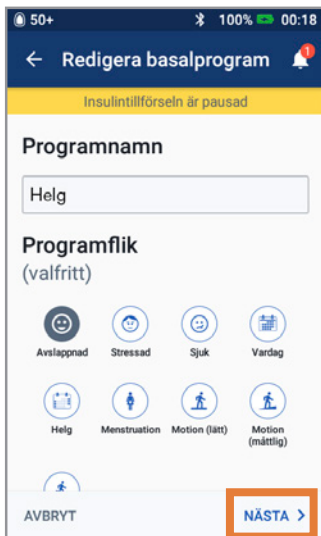 50+ 100% 00:18
Redigera basalprogram 1
Insulintillförseln är pausad
Programnamn
Helg
Programflik
(valfritt)
Avslappnad Stressad Sjuk Vardag
Helg Menstruation Motion (lätt) Motion
(måttlig)
AVBRYT NÄSTA